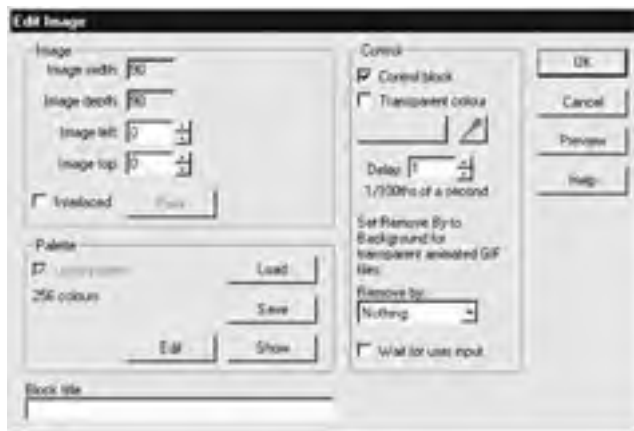 Edit Image
Image
Image width: 90
Image depth: 90
Image left: 0
Image top: 0
Interlaced
Palette
256 colours
Load
Save
Edit
Show
Block title
Control
Control block
Transparent colour
Delay: 1
1/100ths of a second
Set Remove By to
Background for
transparent animated GIF
files.
Remove by:
Nothing
Wait for user input
OK
Cancel
Preview
Help